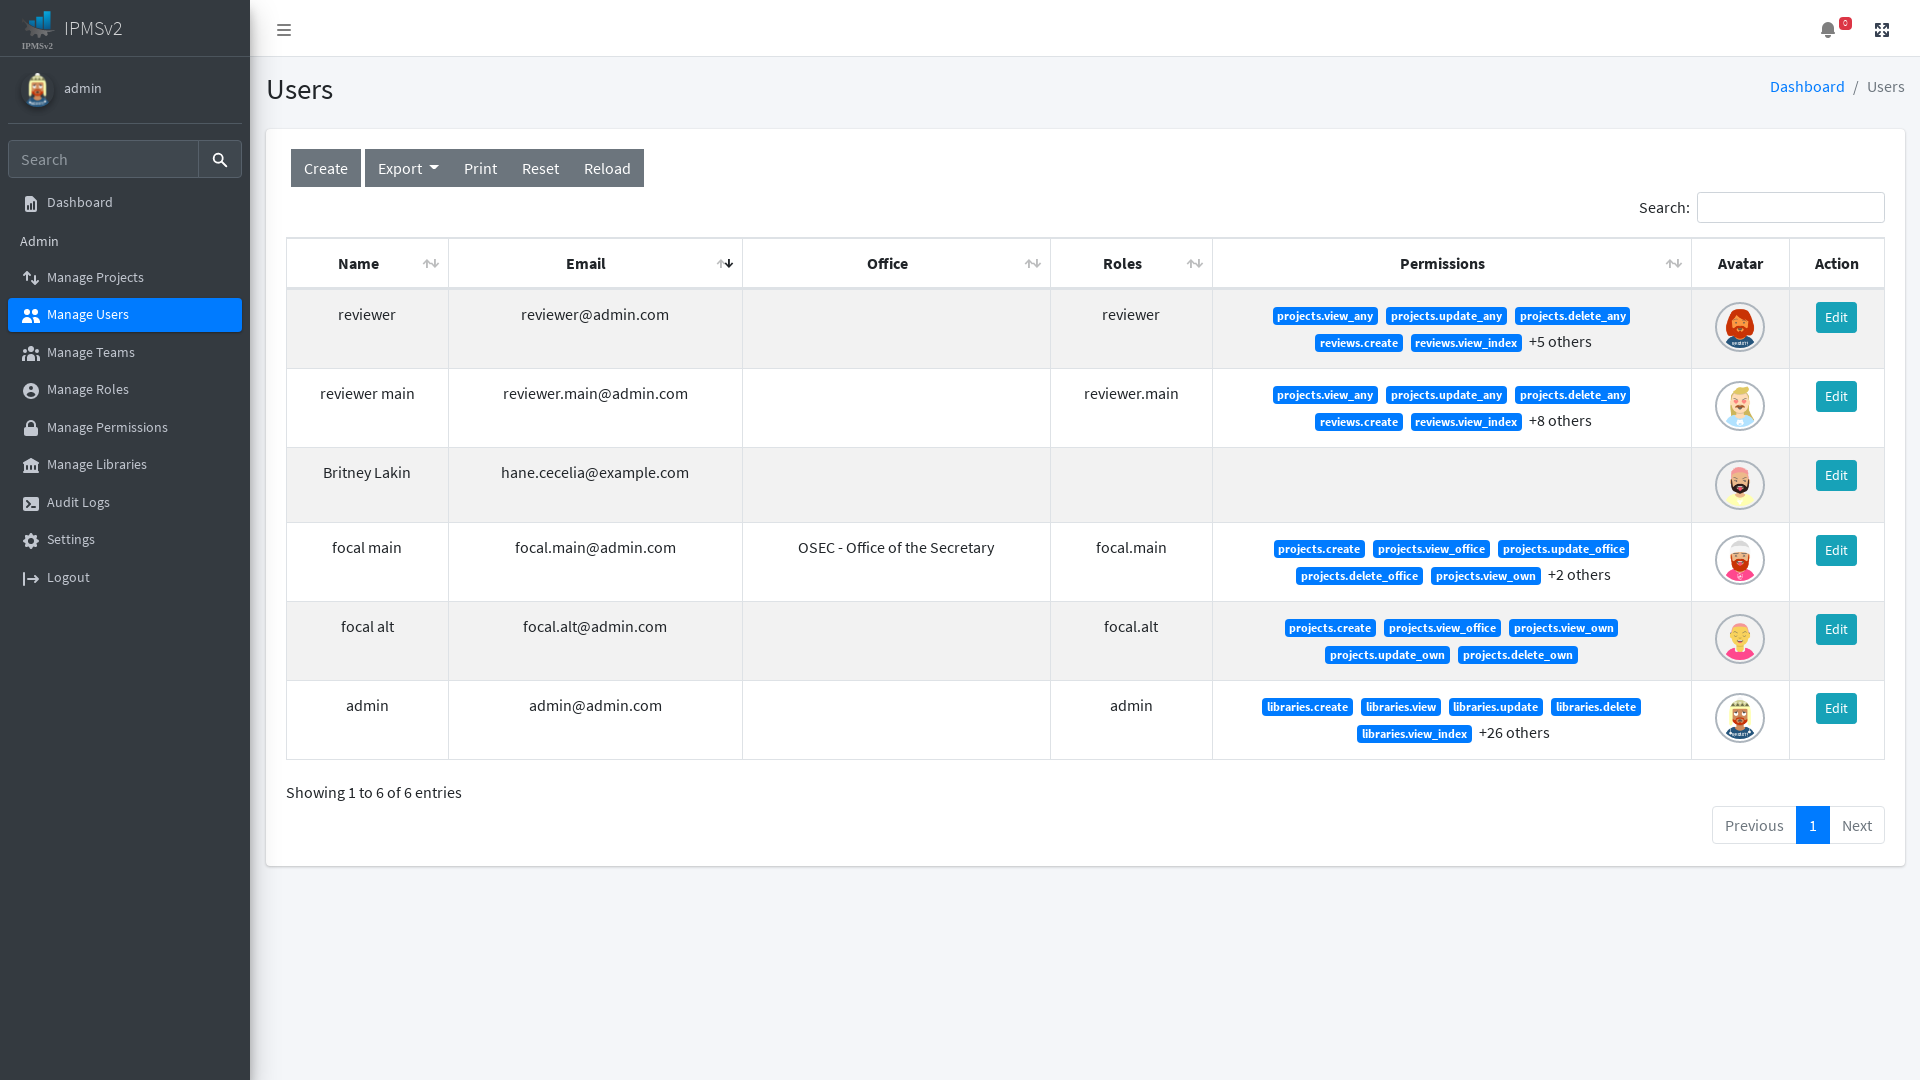 IPMSv2
IPMSv2
0
admin
Users
Dashboard / Users
Search
Create Export Print Reset Reload
Search:
Dashboard
Admin
Manage Projects
Manage Users
Manage Teams
Manage Roles
Manage Permissions
Manage Libraries
Audit Logs
Settings
Logout
Name Email Office Roles Permissions Avatar Action
reviewer reviewer@admin.com reviewer projects.view_any projects.update_any projects.delete_any Edit
reviews.create reviews.view_index +5 others
reviewer main reviewer.main@admin.com reviewer.main projects.view_any projects.update_any projects.delete_any Edit
reviews.create reviews.view_index +8 others
Britney Lakin hane.cecelia@example.com Edit
focal main focal.main@admin.com OSEC - Office of the Secretary focal.main projects.create projects.view_office projects.update_office Edit
projects.delete_office projects.view_own +2 others
focal alt focal.alt@admin.com focal.alt projects.create projects.view_office projects.view_own Edit
projects.update_own projects.delete_own
admin admin@admin.com admin libraries.create libraries.view libraries.update libraries.delete Edit
libraries.view_index +26 others
Showing 1 to 6 of 6 entries
Previous 1 Next